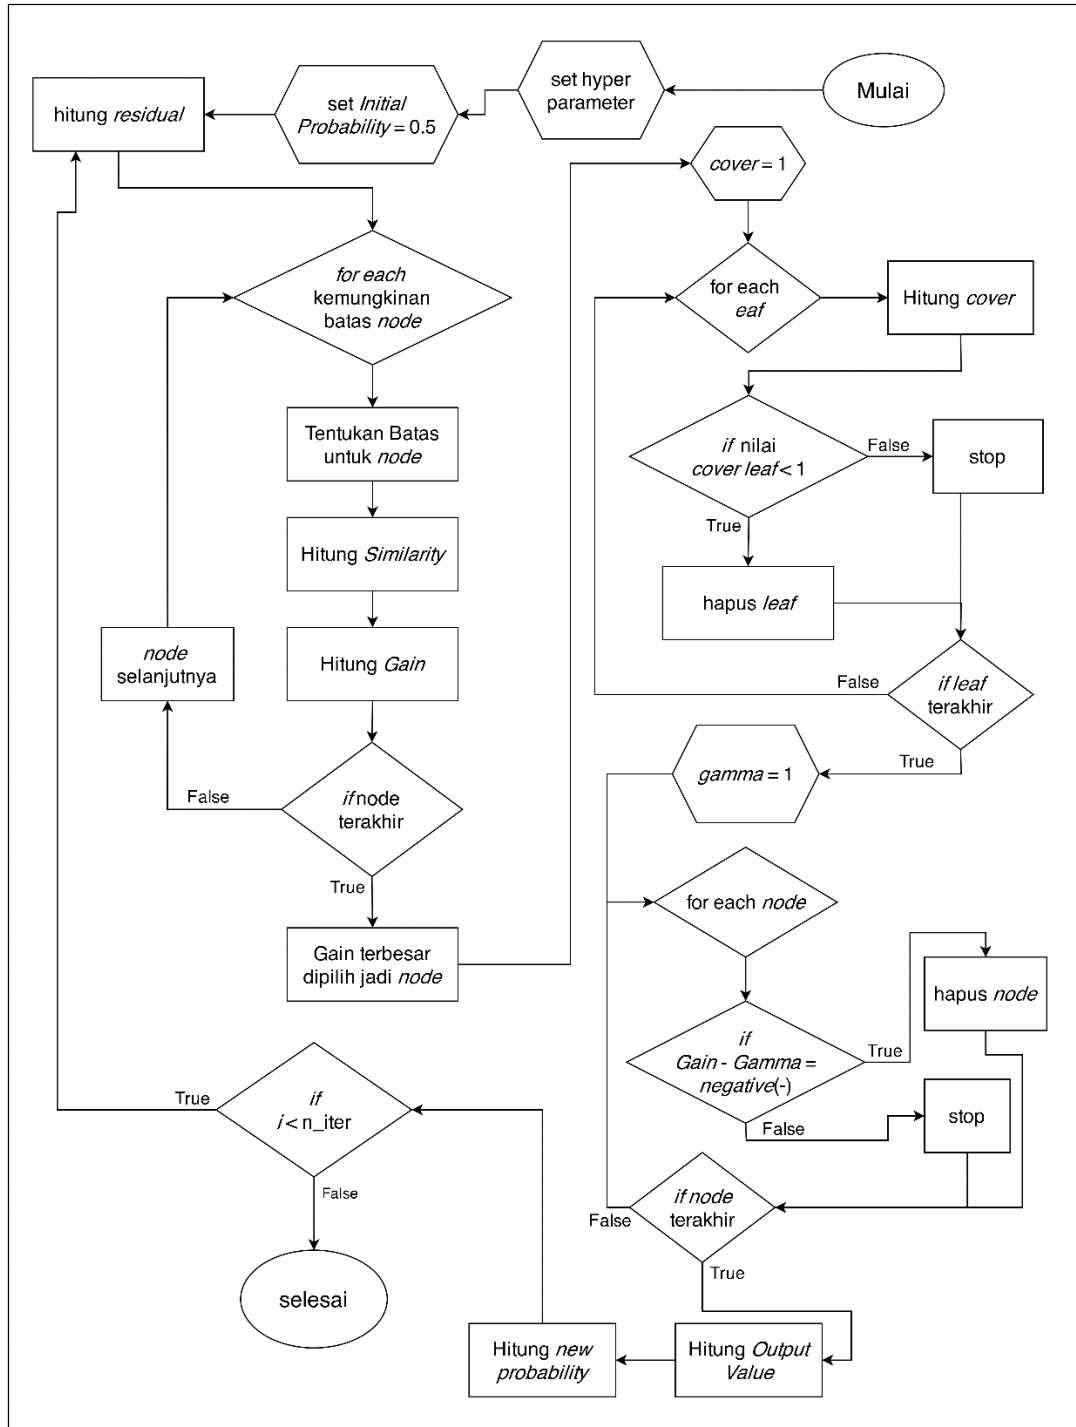 Mulai
set hyper
parameter
set Initial
Probability = 0.5
hitung residual
for each
kemungkinan
batas node
Tentukan Batas
untuk node
Hitung Similarity
Hitung Gain
node
selanjutnya
if node
terakhir
False
True
Gain terbesar
dipilih jadi node
cover = 1
for each
eaf
Hitung cover
if nilai
cover leaf < 1
False
stop
True
hapus leaf
if leaf
terakhir
False
True
gamma = 1
for each node
if
Gain - Gamma =
negative(-)
True
hapus node
False
stop
if node
terakhir
False
True
Hitung Output
Value
Hitung new
probability
if
i < n_iter
True
False
selesai